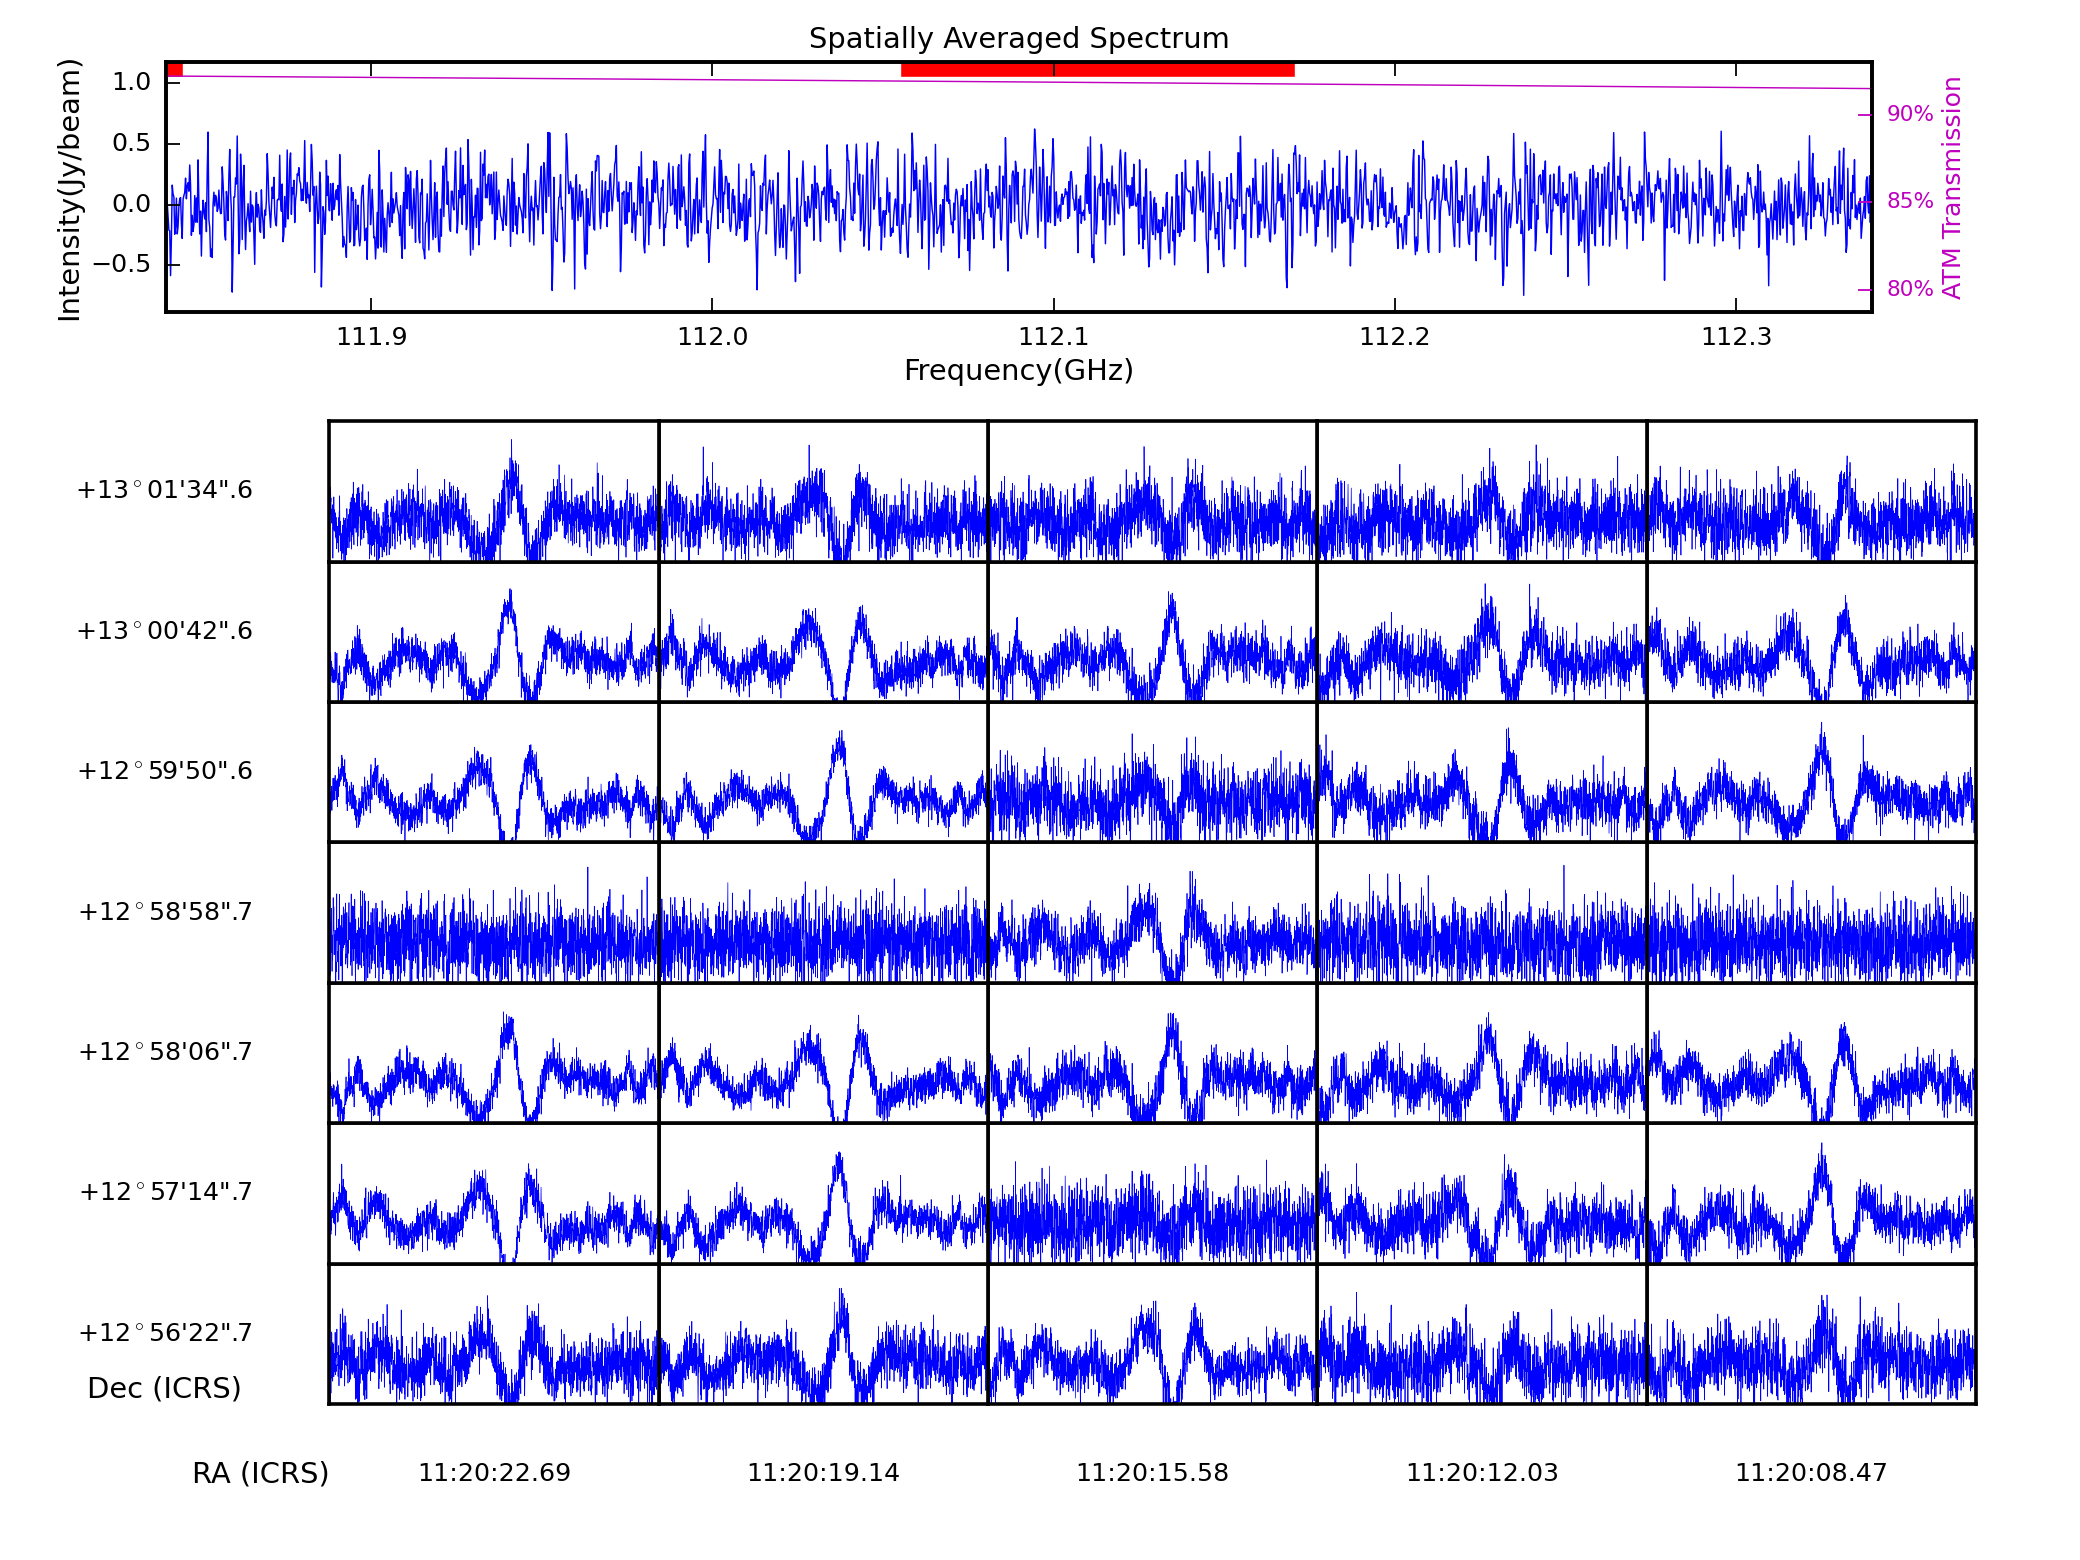 Spatially Averaged Spectrum
Intensity(Jy/beam)
1.0
0.5
0.0
−0.5
90%
85%
80%
ATM Transmission
111.9 112.0 112.1 112.2 112.3
Frequency(GHz)
+13°01'34".6
+13°00'42".6
+12°59'50".6
+12°58'58".7
+12°58'06".7
+12°57'14".7
+12°56'22".7
Dec (ICRS)
RA (ICRS) 11:20:22.69 11:20:19.14 11:20:15.58 11:20:12.03 11:20:08.47